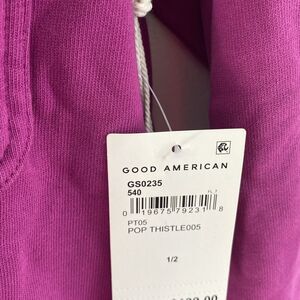 GOOD AMERICAN
GS0235
540
0 19675 79231 8
PT05
POP THISTLE005
1/2